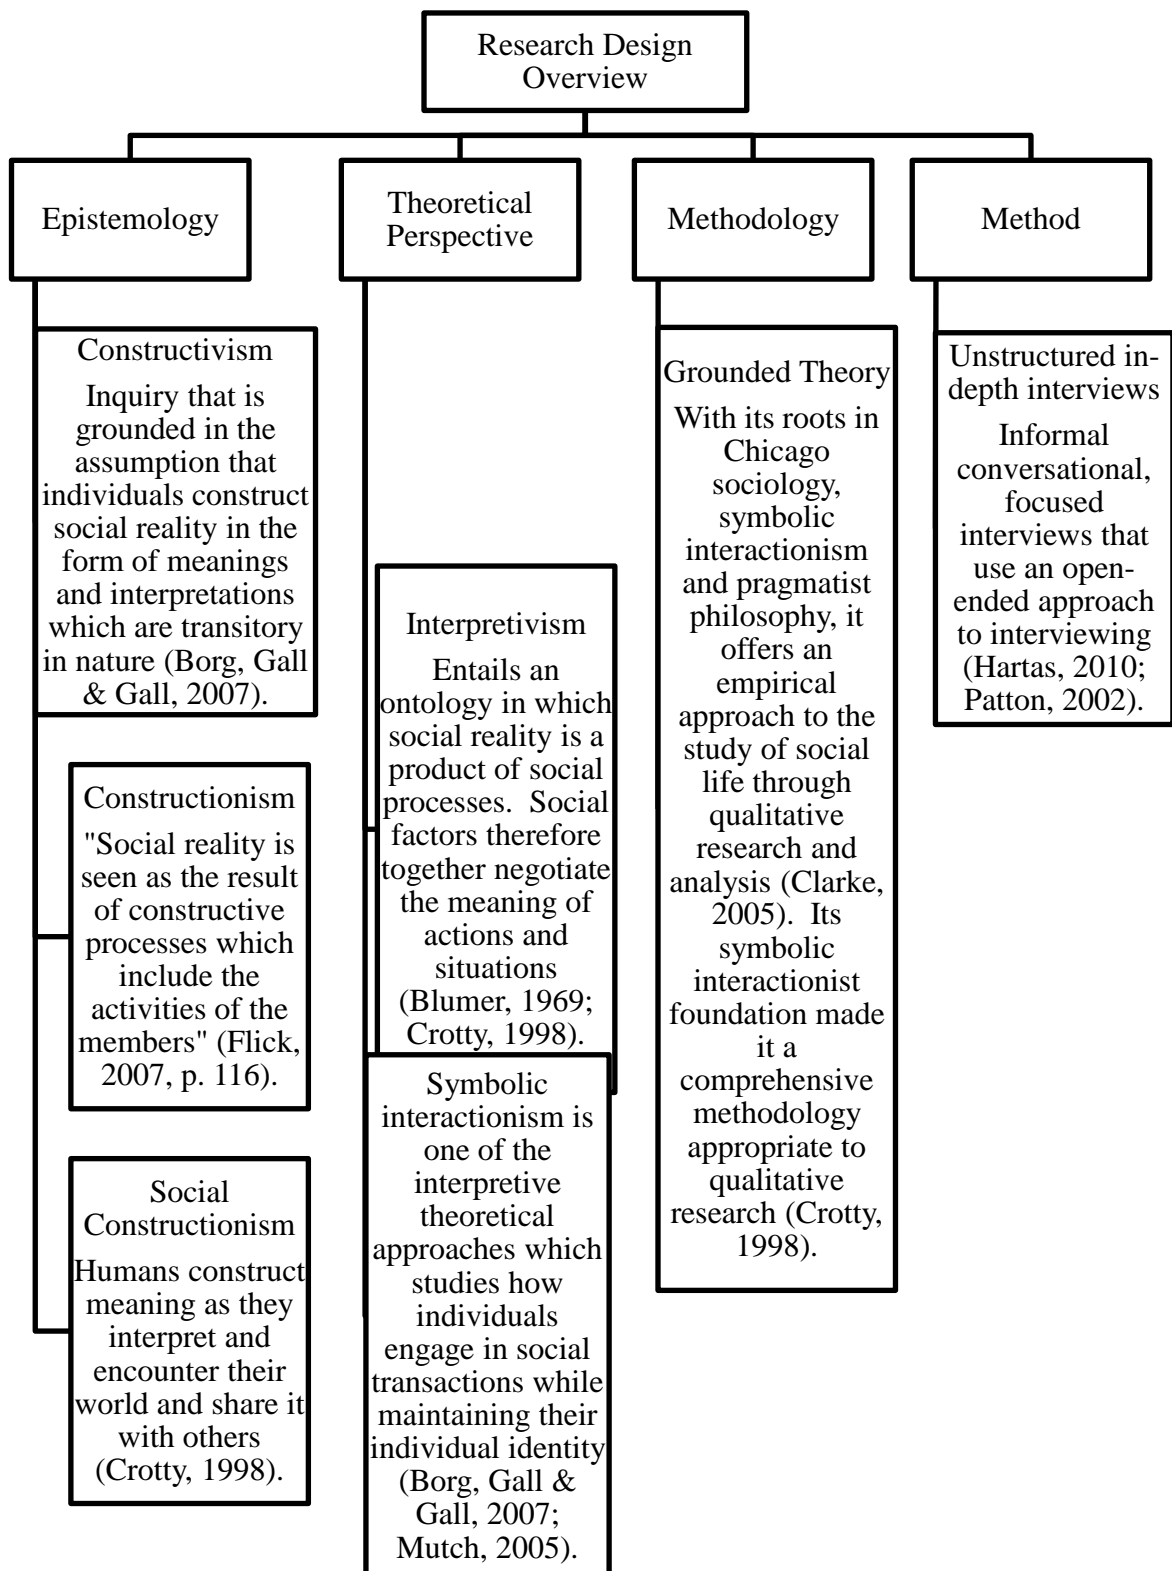 Research Design
Overview
Epistemology
Constructivism
Inquiry that is
grounded in the
assumption that
individuals construct
social reality in the
form of meanings
and interpretations
which are transitory
in nature (Borg, Gall
& Gall, 2007).
Constructionism
"Social reality is
seen as the result
of constructive
processes which
include the
activities of the
members" (Flick,
2007, p. 116).
Social
Constructionism
Humans construct
meaning as they
interpret and
encounter their
world and share it
with others
(Crotty, 1998).
Theoretical
Perspective
Interpretivism
Entails an
ontology in which
social reality is a
product of social
processes.  Social
factors therefore
together negotiate
the meaning of
actions and
situations
(Blumer, 1969;
Crotty, 1998).
Symbolic
interactionism is
one of the
interpretive
theoretical
approaches which
studies how
individuals
engage in social
transactions while
maintaining their
individual identity
(Borg, Gall &
Gall, 2007;
Mutch, 2005).
Methodology
Grounded Theory
With its roots in
Chicago
sociology,
symbolic
interactionism
and pragmatist
philosophy, it
offers an
empirical
approach to the
study of social
life through
qualitative
research and
analysis (Clarke,
2005).  Its
symbolic
interactionist
foundation made
it a
comprehensive
methodology
appropriate to
qualitative
research (Crotty,
1998).
Method
Unstructured in-
depth interviews
Informal
conversational,
focused
interviews that
use an open-
ended approach
to interviewing
(Hartas, 2010;
Patton, 2002).